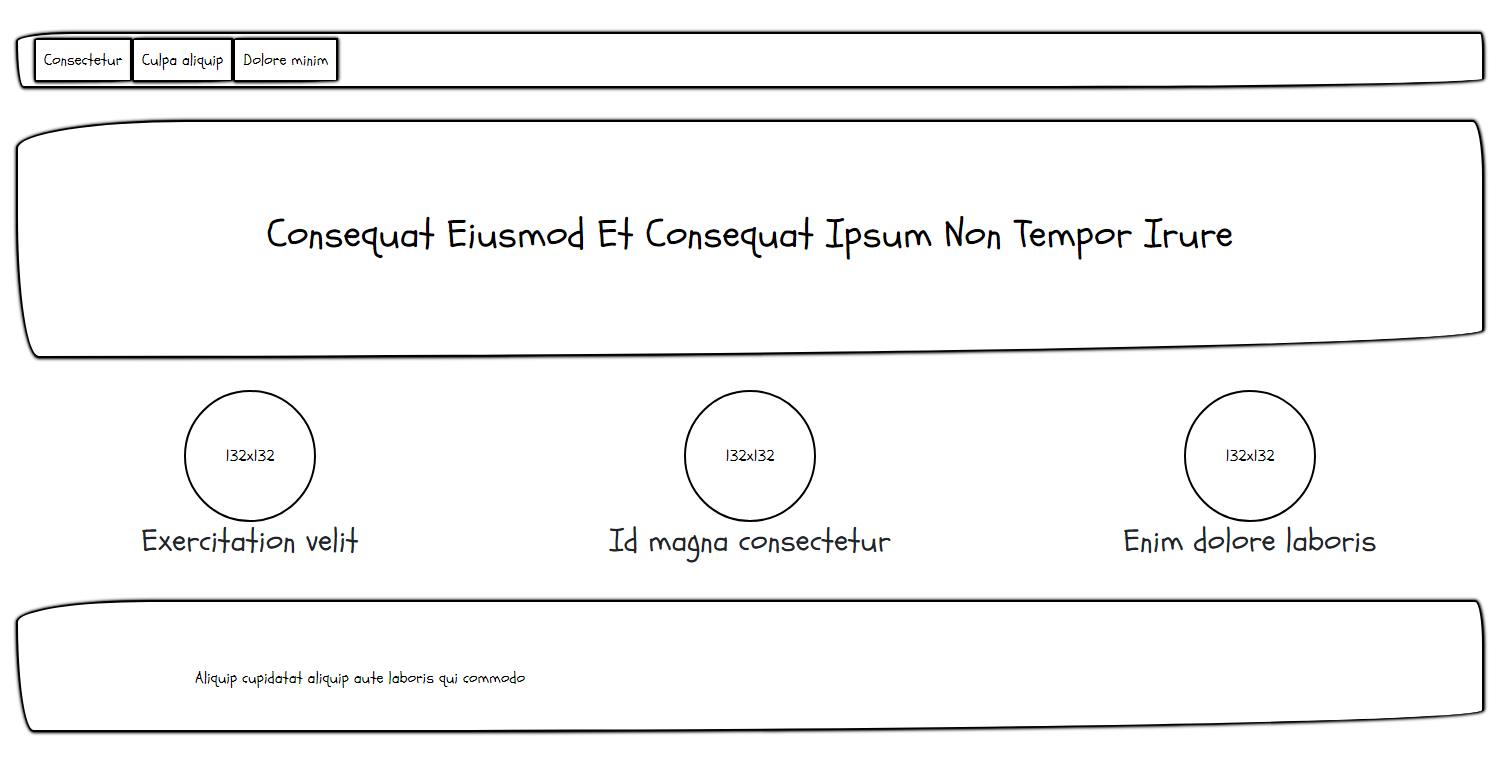 Consectetur Culpa aliquip Dolore minim
Consequat Eiusmod Et Consequat Ipsum Non Tempor Irure
132x132 132x132 132x132
Exercitation velit Id magna consectetur Enim dolore laboris
Aliquip cupidatat aliquip aute laboris qui commodo